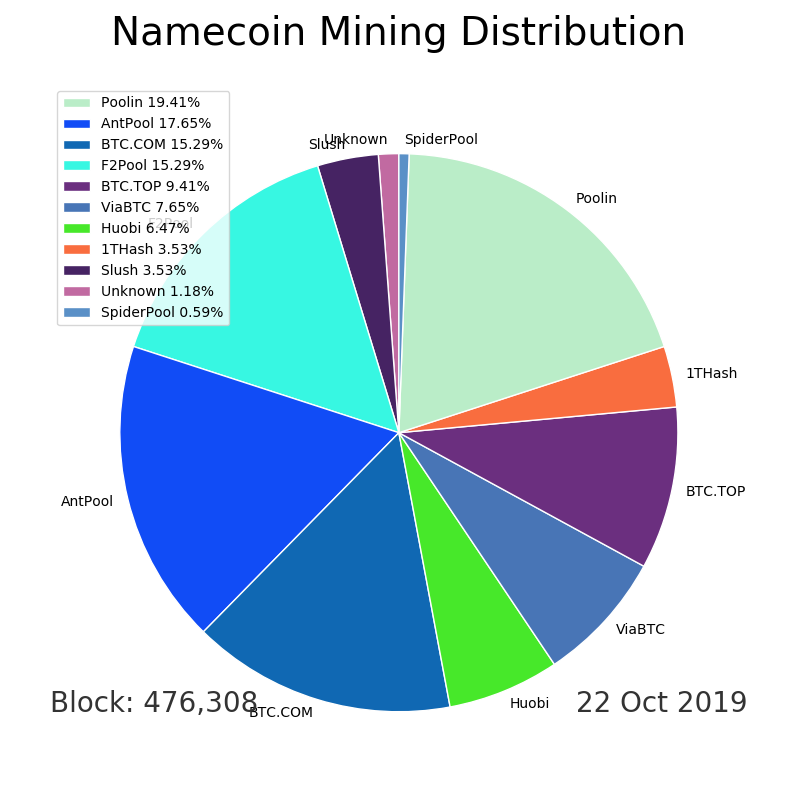 Namecoin Mining Distribution
Poolin 19.41%
AntPool 17.65%
BTC.COM 15.29%
F2Pool 15.29%
BTC.TOP 9.41%
ViaBTC 7.65%
Huobi 6.47%
1THash 3.53%
Slush 3.53%
Unknown 1.18%
SpiderPool 0.59%
Slush
Unknown
SpiderPool
Poolin
F2Pool
1THash
BTC.TOP
AntPool
ViaBTC
Huobi
BTC.COM
Block: 476,308
22 Oct 2019